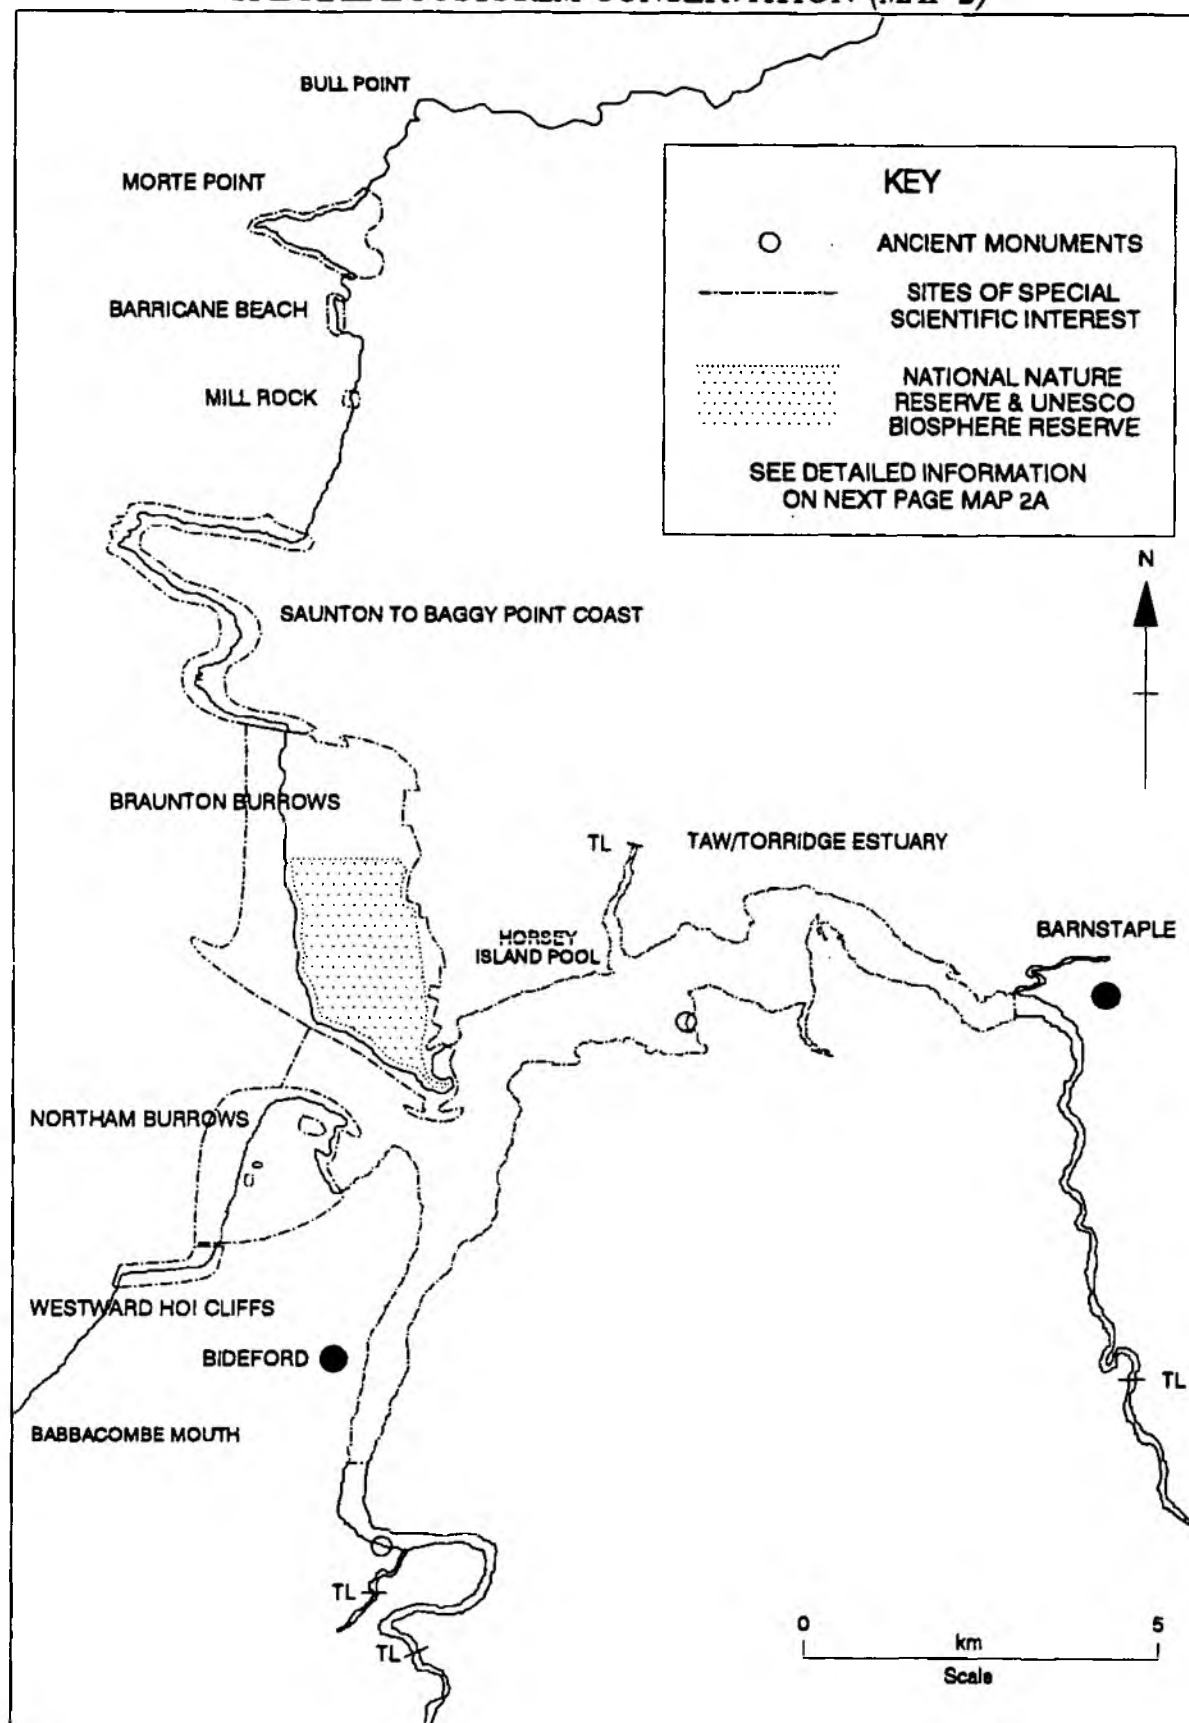 CONSERVATION (MAP 2)
BULL POINT
MORTE POINT
BARRICANE BEACH
MILL ROCK
KEY
ANCIENT MONUMENTS
SITES OF SPECIAL
SCIENTIFIC INTEREST
NATIONAL NATURE
RESERVE & UNESCO
BIOSPHERE RESERVE
SEE DETAILED INFORMATION
ON NEXT PAGE MAP 2A
N
SAUNTON TO BAGGY POINT COAST
BRAUNTON BURROWS
TL
TAW/TORRIDGE ESTUARY
HORSEY
ISLAND POOL
BARNSTAPLE
NORTHAM BURROWS
WESTWARD HO! CLIFFS
BIDEFORD
TL
BABBACOMBE MOUTH
TL
TL
0 5
km
Scale